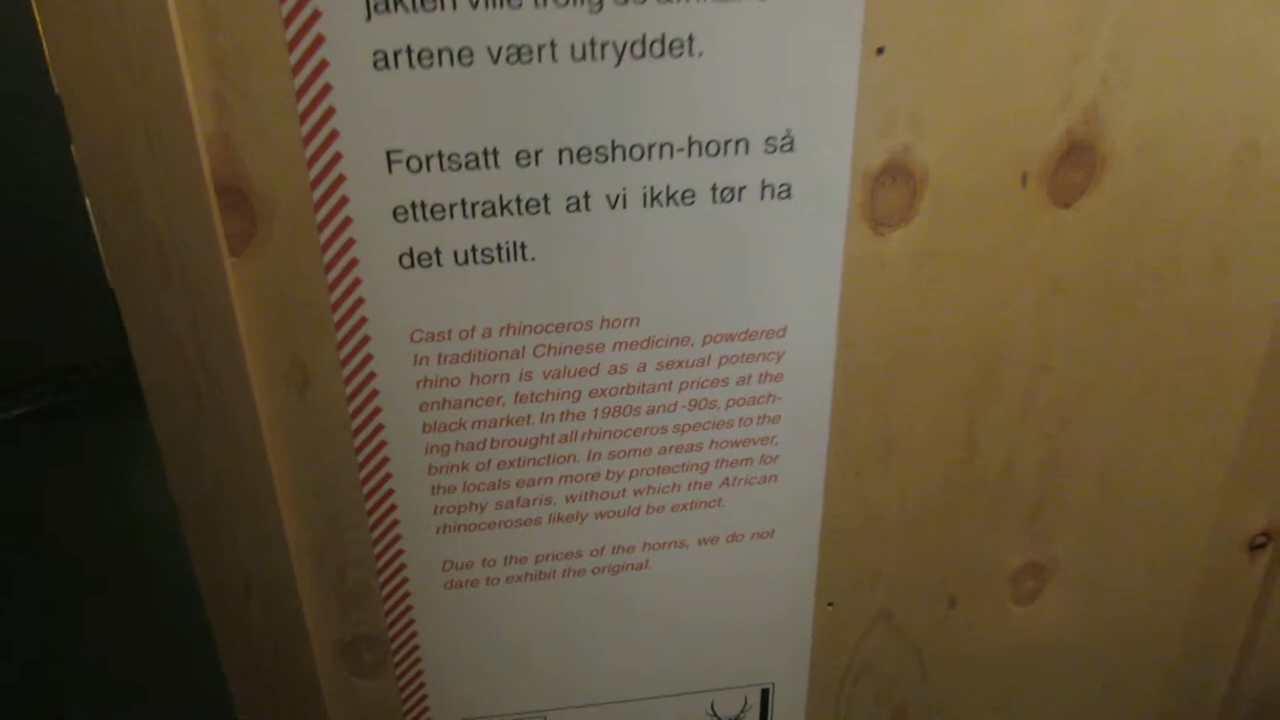 jakten ville trolig de
artene vært utryddet.
Fortsatt er neshorn-horn så
ettertraktet at vi ikke tør ha
det utstilt.
Cast of a rhinoceros horn
In traditional Chinese medicine, powdered
rhino horn is valued as a sexual potency
enhancer, fetching exorbitant prices at the
black market. In the 1980s and -90s, poach-
ing had brought all rhinoceros species to the
brink of extinction. In some areas however,
the locals earn more by protecting them for
trophy safaris, without which the African
rhinoceroses likely would be extinct.
Due to the prices of the horns, we do not
dare to exhibit the original.